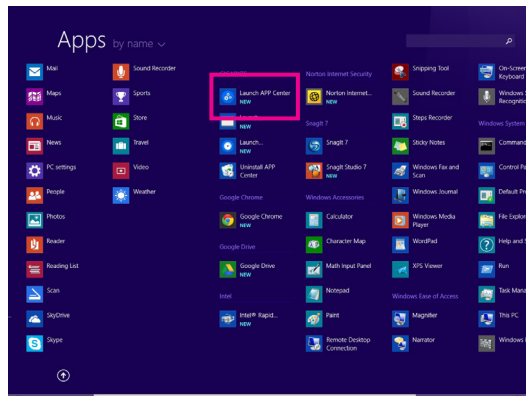 Apps by name
Mail
Maps
Music
News
PC settings
People
Photos
Reader
Reading List
Scan
SkyDrive
Skype
Sound Recorder
Sports
Store
Travel
Video
Weather
Launch APP Center
NEW
NEW
Launch...
NEW
Uninstall APP
Center
Google Chrome
Google Chrome
NEW
Google Drive
Google Drive
NEW
Intel
Intel® Rapid...
NEW
Norton Internet Security
Norton Internet...
NEW
Snagit 7
Snagit 7
NEW
Snagit Studio 7
NEW
Windows Accessories
Calculator
Character Map
Math Input Panel
Notepad
Paint
Remote Desktop
Connection
Snipping Tool
Sound Recorder
Steps Recorder
Sticky Notes
Windows Fax and
Scan
Windows Journal
Windows Media
Player
WordPad
XPS Viewer
Windows Ease of Access
Magnifier
Narrator
On-Screen
Keyboard
Windows S
Recognitio
Windows System
Command
Control Pa
Default Pr
File Explor
Help and S
Run
Task Mana
This PC
Windows